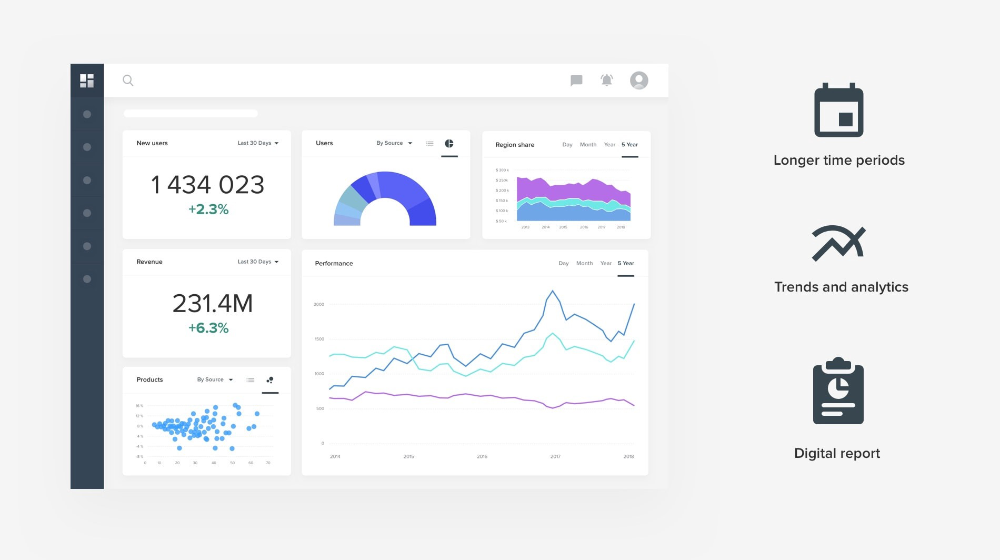 New users
Last 30 Days
1 434 023
+2.3%
Users
By Source
Region share
Day Month Year 5 Year
$ 300 k
$ 250k
$ 200 k
$ 150 k
$ 100 k
$ 50 k
2013 2014 2015 2016 2017 2018
Revenue
Last 30 Days
231.4M
+6.3%
Performance
Day Month Year 5 Year
2000
1500
1000
500
0
2014 2015 2016 2017 2018
Products
By Source
16 %
12 %
8 %
4 %
-4 %
-8 %
0 10 20 30 40 50 60 70
Longer time periods
Trends and analytics
Digital report